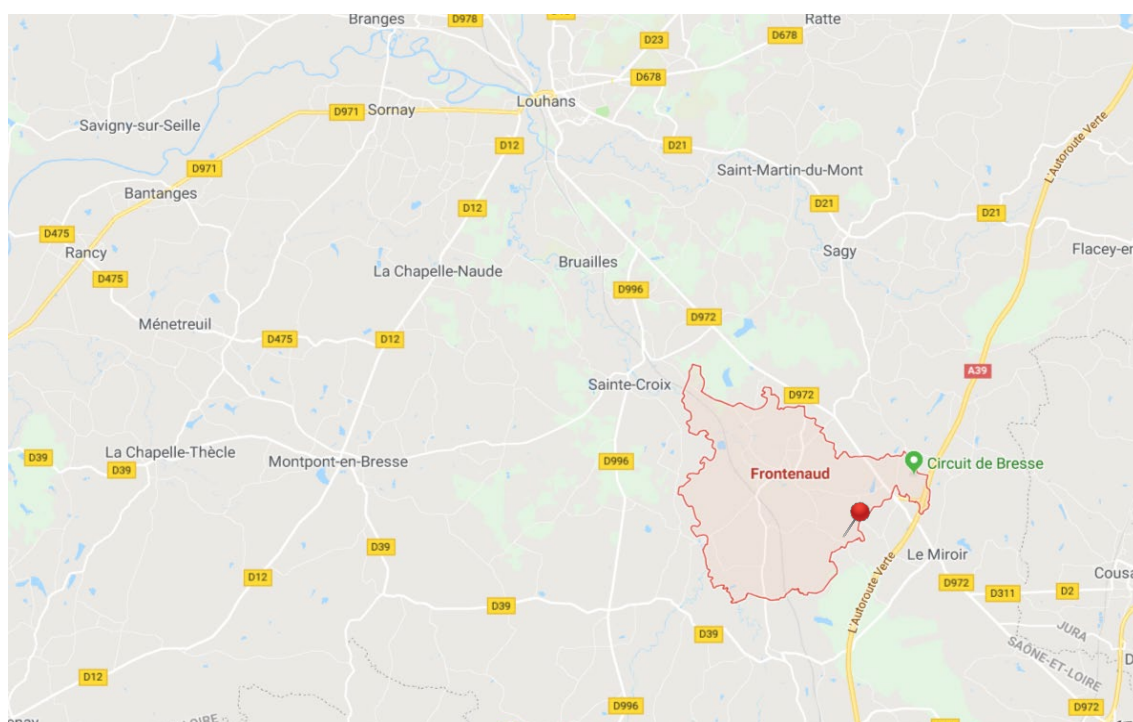 D978
Branges
Ratte
D23
D678
D678
Louhans
D971
Sornay
Savigny-sur-Seille
D12
D21
D971
Saint-Martin-du-Mont
L'Autoroute Verte
Bantanges
D12
D21
D21
D475
Rancy
Sagy
Flacey-en
Bruailles
La Chapelle-Naude
D475
D996
D972
Ménetreuil
D475
D12
A39
Sainte-Croix
D972
La Chapelle-Thècle
D39
D39
Montpont-en-Bresse
D996
Circuit de Bresse
Frontenaud
D39
Le Miroir
L'Autoroute Verte
D12
D972
D311
D2
Cousa
D39
D39
JURA
SAÔNE-ET-LOIRE
D12
D996
D972